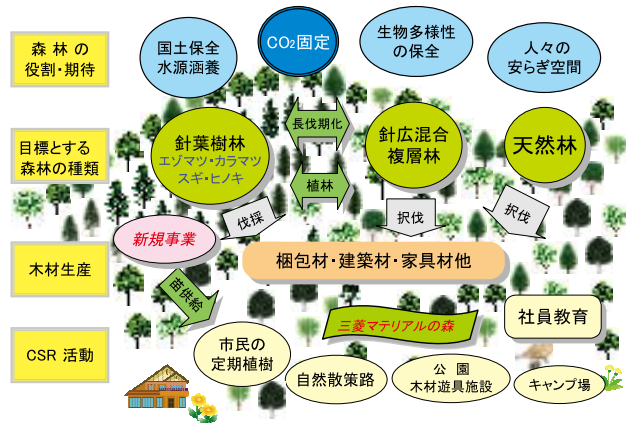 森林の
役割・期待
国土保全
水源涵養
CO₂固定
生物多様性
の保全
人々の
安らぎ空間
目標とする
森林の種類
針葉樹林
エゾマツ・カラマツ
スギ・ヒノキ
長伐期化
植林
針広混合
複層林
天然林
伐採
択伐
択伐
新規事業
木材生産
梱包材・建築材・家具材他
苗供給
三菱マテリアルの森
社員教育
CSR 活動
市民の
定期植樹
自然散策路
公園
木材遊具施設
キャンプ場